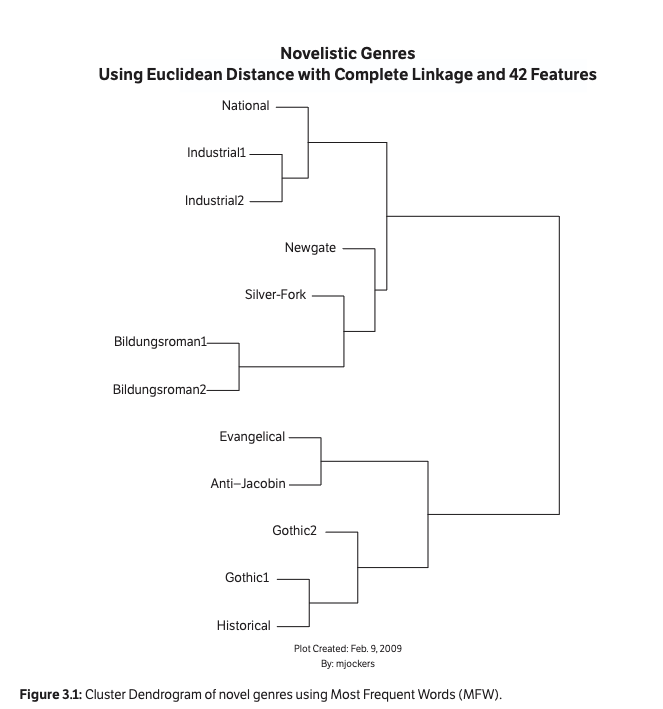 Novelistic Genres
Using Euclidean Distance with Complete Linkage and 42 Features
National
Industrial1
Industrial2
Newgate
Silver-Fork
Bildungsroman1
Bildungsroman2
Evangelical
Anti–Jacobin
Gothic2
Gothic1
Historical
Plot Created: Feb. 9, 2009
By: mjockers
Figure 3.1: Cluster Dendrogram of novel genres using Most Frequent Words (MFW).